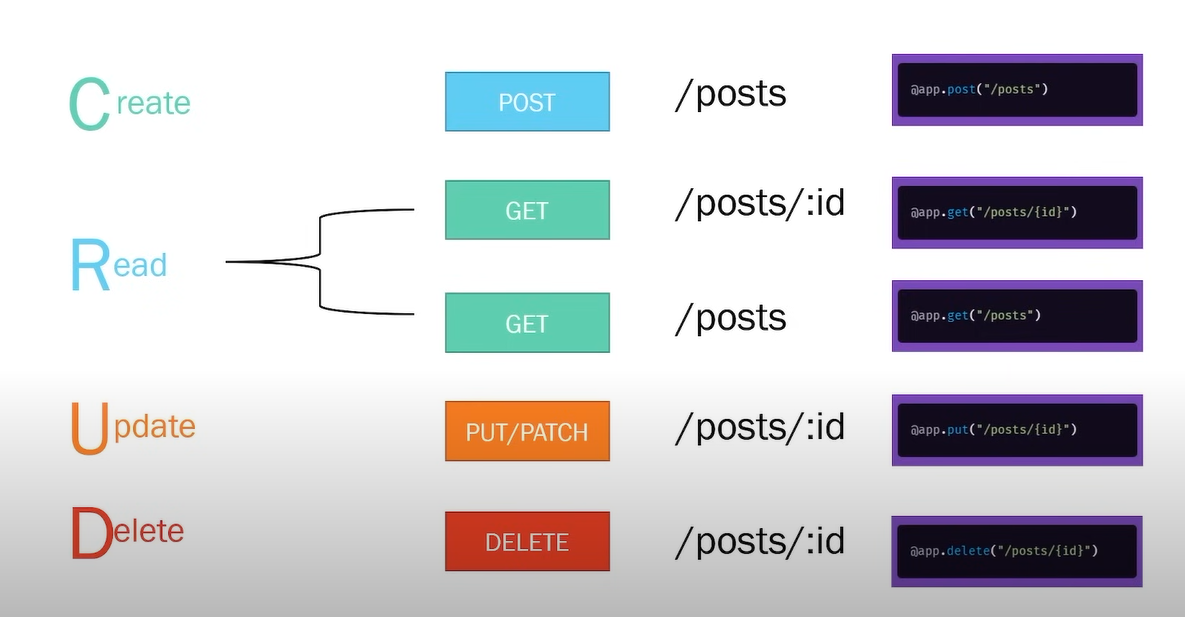 Create
POST
/posts
@app.post("/posts")
GET
/posts/:id
@app.get("/posts/{id}")
Read
GET
/posts
@app.get("/posts")
Update
PUT/PATCH
/posts/:id
@app.put("/posts/{id}")
Delete
DELETE
/posts/:id
@app.delete("/posts/{id}")